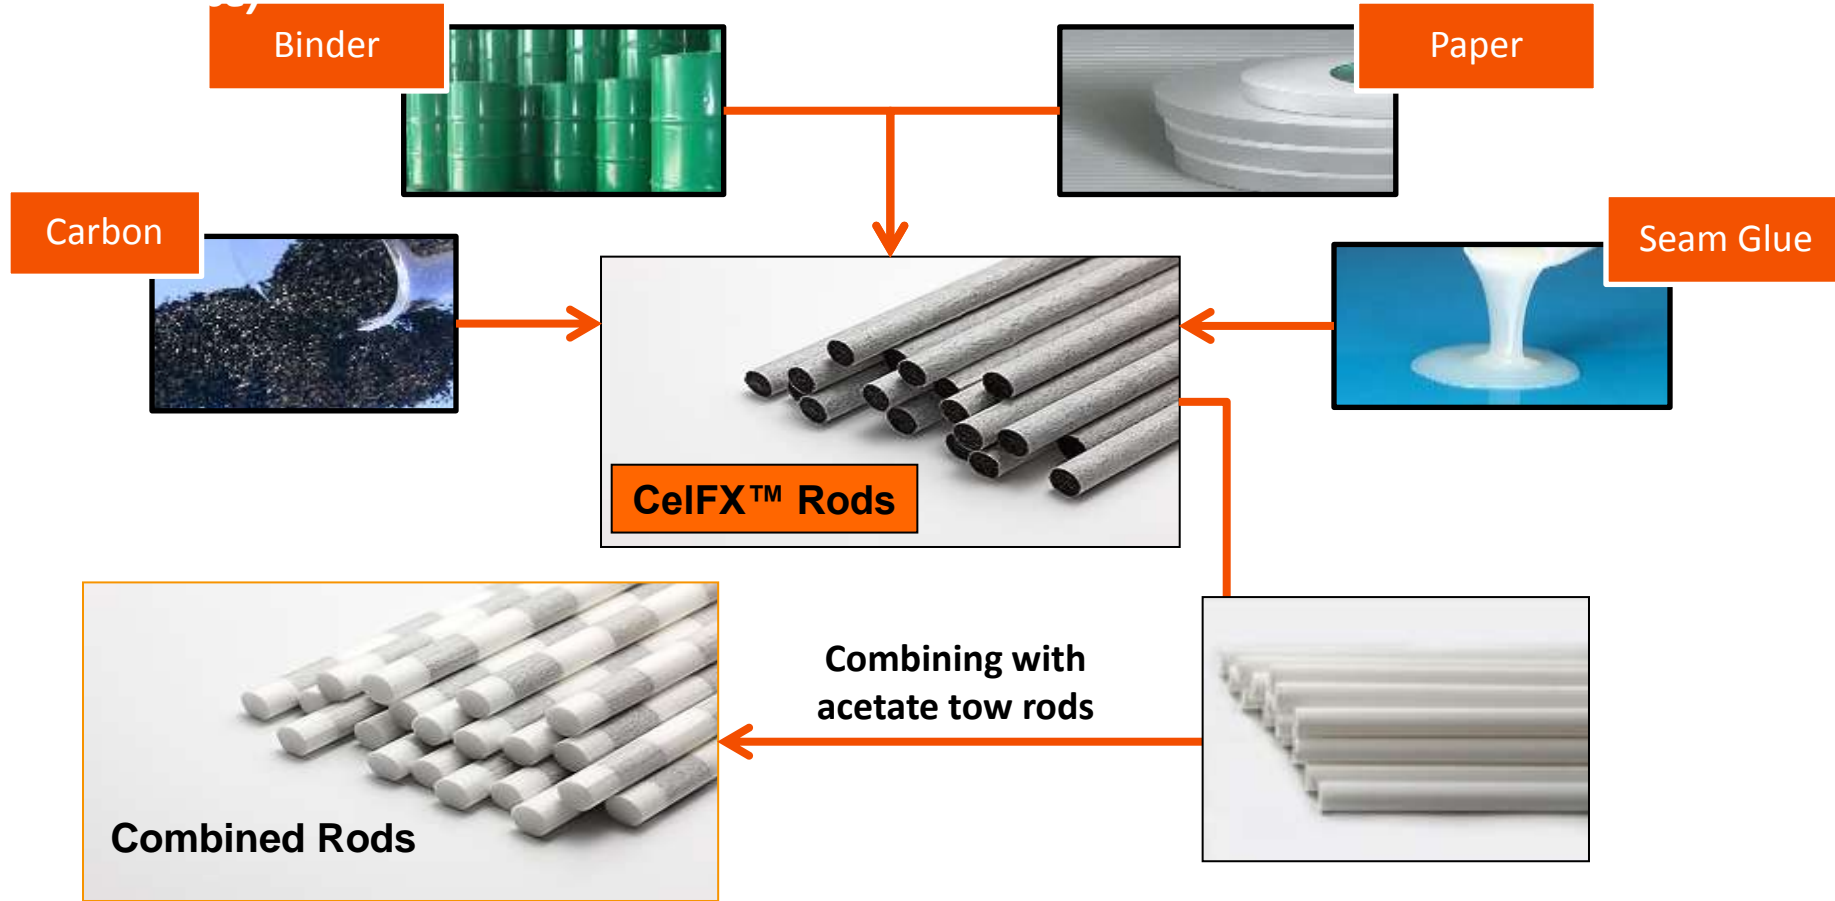 Binder
Paper
Carbon
Seam Glue
CelFX™ Rods
Combining with
acetate tow rods
Combined Rods